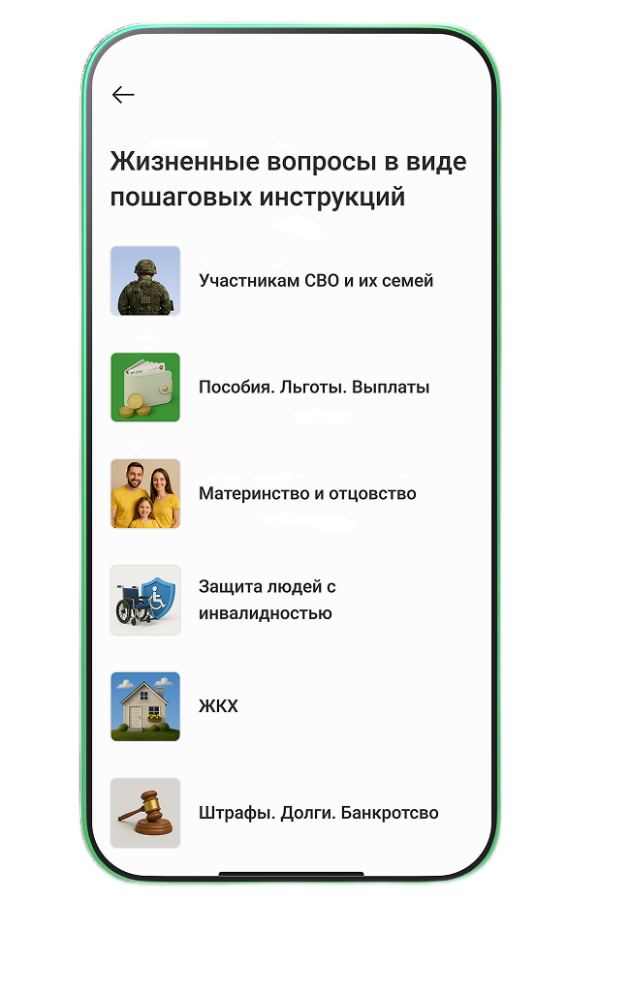 Жизненные вопросы в виде
пошаговых инструкций
Участникам СВО и их семей
Пособия. Льготы. Выплаты
Материнство и отцовство
Защита людей с
инвалидностью
ЖКХ
Штрафы. Долги. Банкротсво